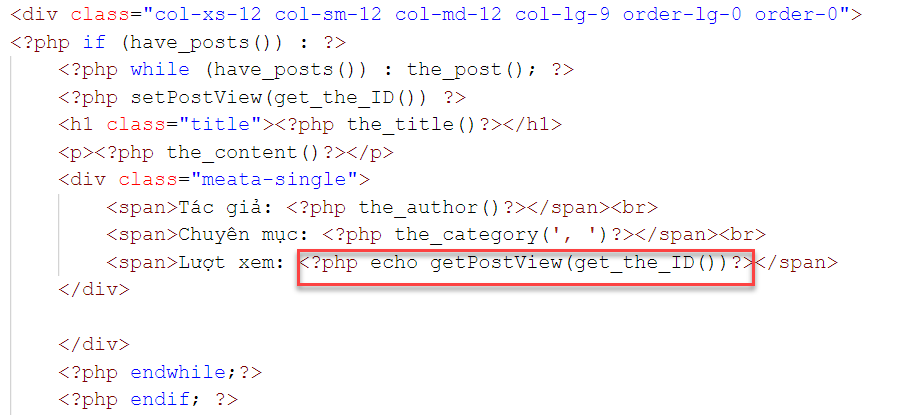 <div class="col-xs-12 col-sm-12 col-md-12 col-lg-9 order-lg-0 order-0">
<?php if (have_posts()) : ?>
<?php while (have_posts()) : the_post(); ?>
<?php setPostView(get_the_ID()) ?>
<h1 class="title"><?php the_title()?></h1>
<p><?php the_content()?></p>
<div class="meata-single">
<span>Tác giả: <?php the_author()?></span><br>
<span>Chuyên mục: <?php the_category(', ')?></span><br>
<span>Lượt xem: <?php echo getPostView(get_the_ID())?></span>
</div>
</div>
<?php endwhile;?>
<?php endif; ?>